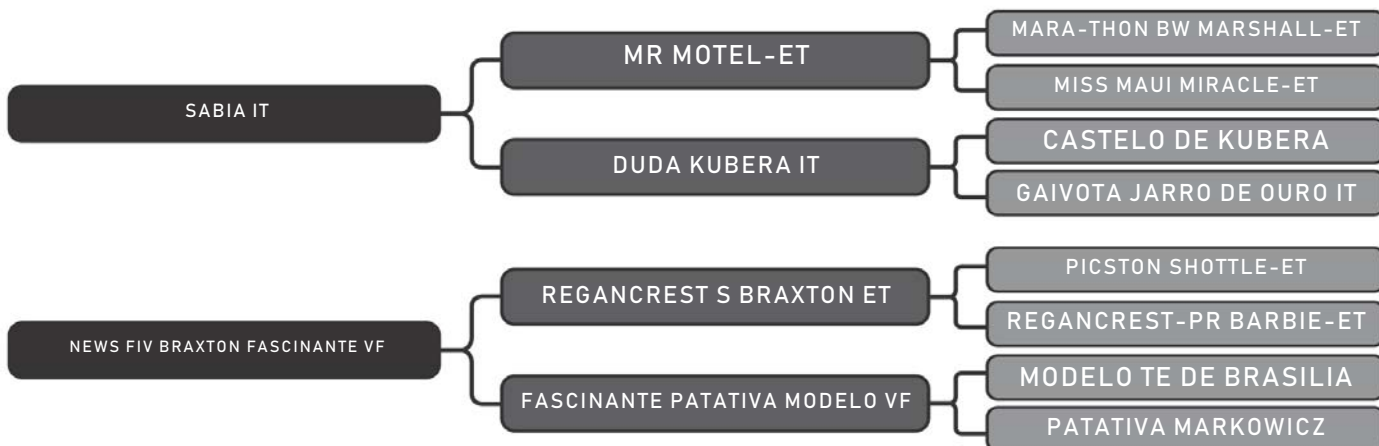 SABIA IT
MR MOTEL-ET
MARA-THON BW MARSHALL-ET
MISS MAUI MIRACLE-ET
DUDA KUBERA IT
CASTELO DE KUBERA
GAIVOTA JARRO DE OURO IT
NEWS FIV BRAXTON FASCINANTE VF
REGANCREST S BRAXTON ET
PICSTON SHOTTLE-ET
REGANCREST-PR BARBIE-ET
FASCINANTE PATATIVA MODELO VF
MODELO TE DE BRASILIA
PATATIVA MARKOWICZ